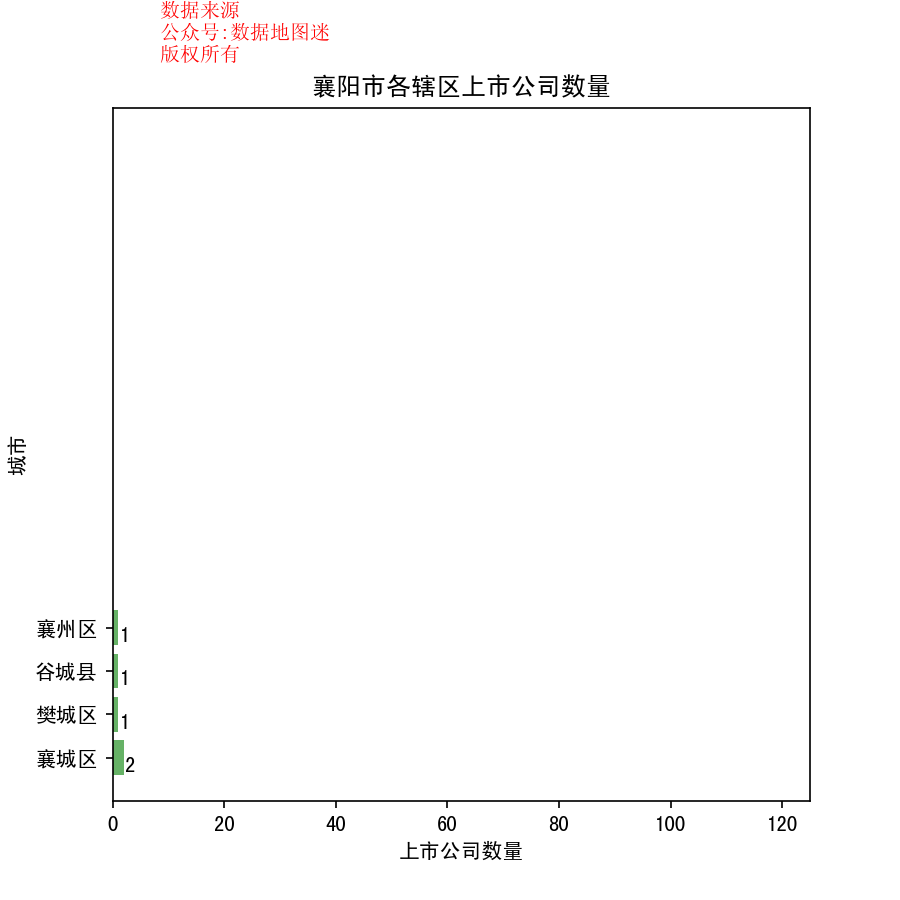 数据来源
公众号:数据地图迷
版权所有
襄阳市各辖区上市公司数量
城市
襄州区 1
谷城县 1
樊城区 1
襄城区 2
0 20 40 60 80 100 120
上市公司数量